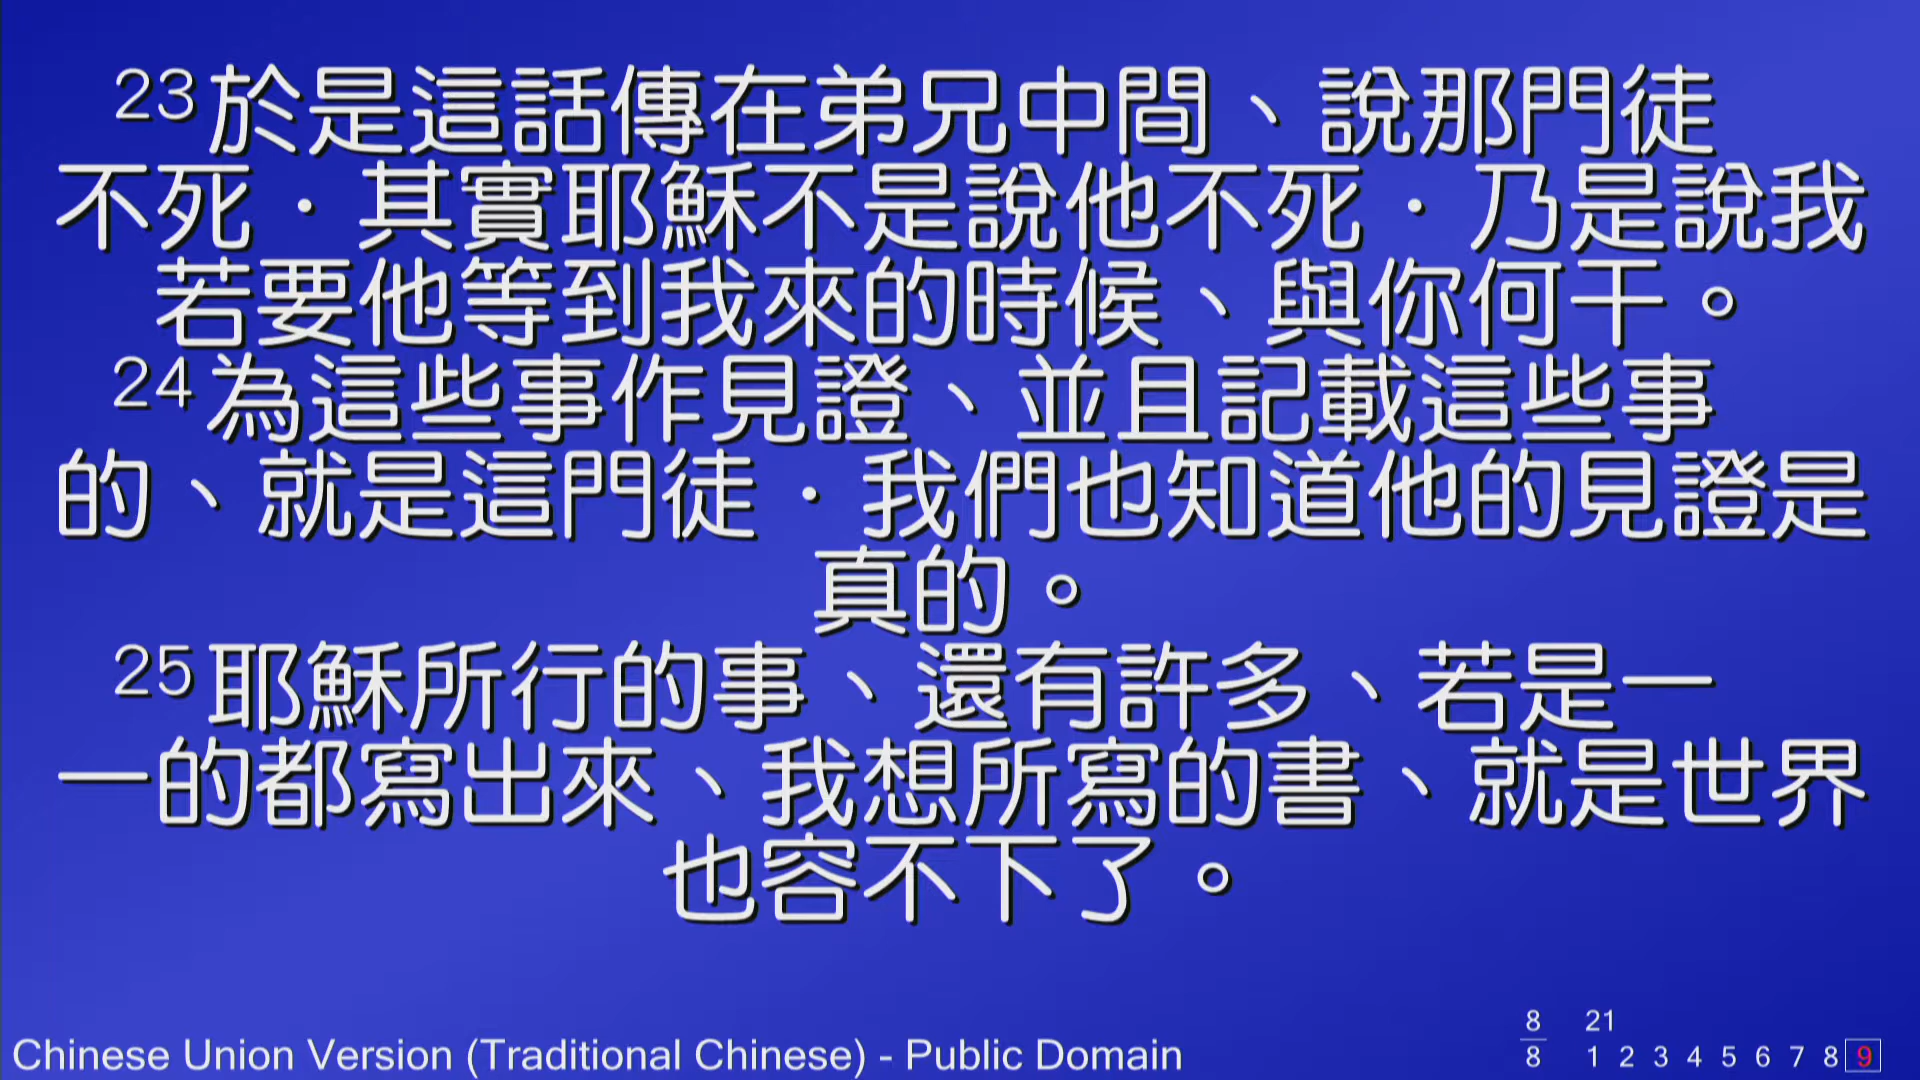 23於是這話傳在弟兄中間、說那門徒
不死．其實耶穌不是說他不死．乃是說我
若要他等到我來的時候、與你何干。
24為這些事作見證、並且記載這些事
的、就是這門徒．我們也知道他的見證是
真的。
25耶穌所行的事、還有許多、若是一
一的都寫出來、我想所寫的書、就是世界
也容不下了。
8 21
Chinese Union Version (Traditional Chinese) - Public Domain
8 1 2 3 4 5 6 7 8 9